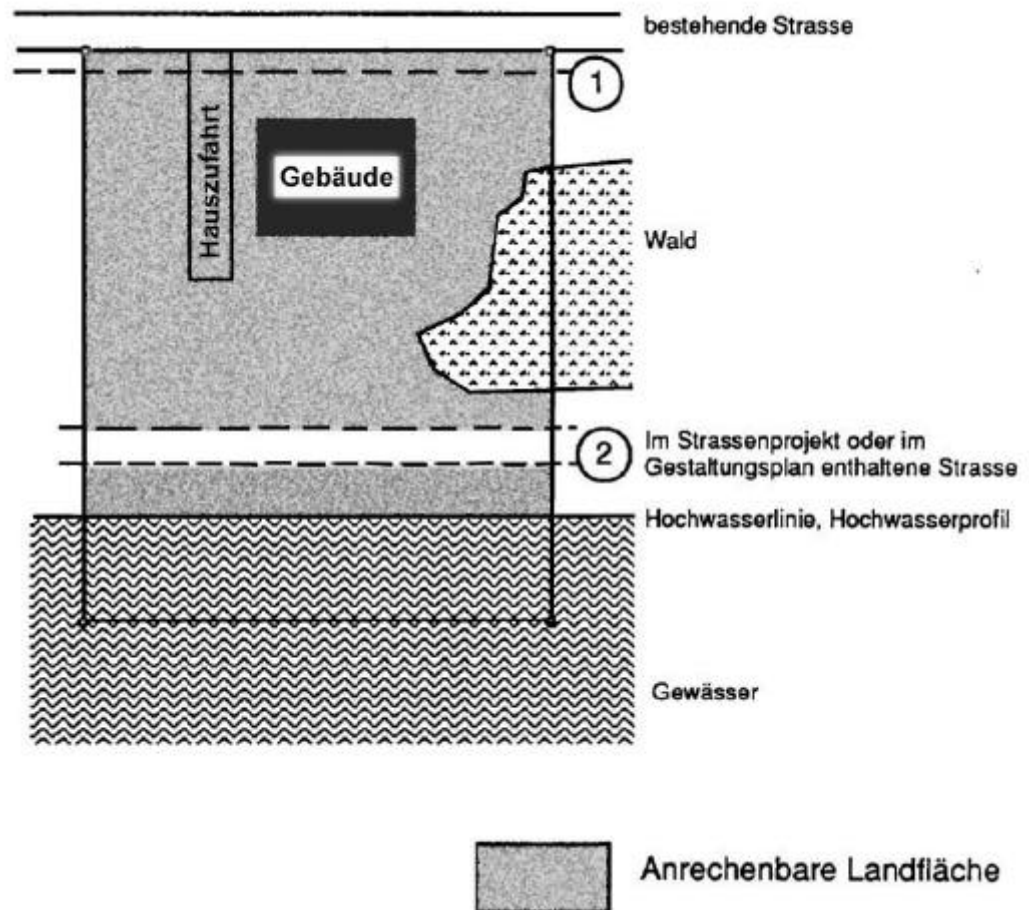 bestehende Strasse
1
Hauszufahrt
Gebäude
Wald
2
Im Strassenprojekt oder im
Gestaltungsplan enthaltene Strasse
Hochwasserlinie, Hochwasserprofil
Gewässer
Anrechenbare Landfläche